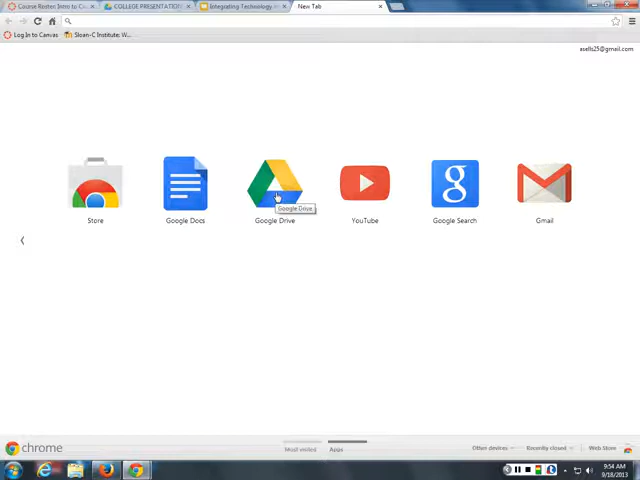 Course Roster: Intro to C...
COLLEGE PRESENTATION
Integrating Technology in
New Tab
Log In to Canvas
Sloan-C Institute: W...
asells25@gmail.com
Store
Google Docs
Google Drive
Google Drive
YouTube
g
Google Search
Gmail
chrome
Most visited
Apps
Other devices
Recently closed
Web Store
9:54 AM
9/18/2013